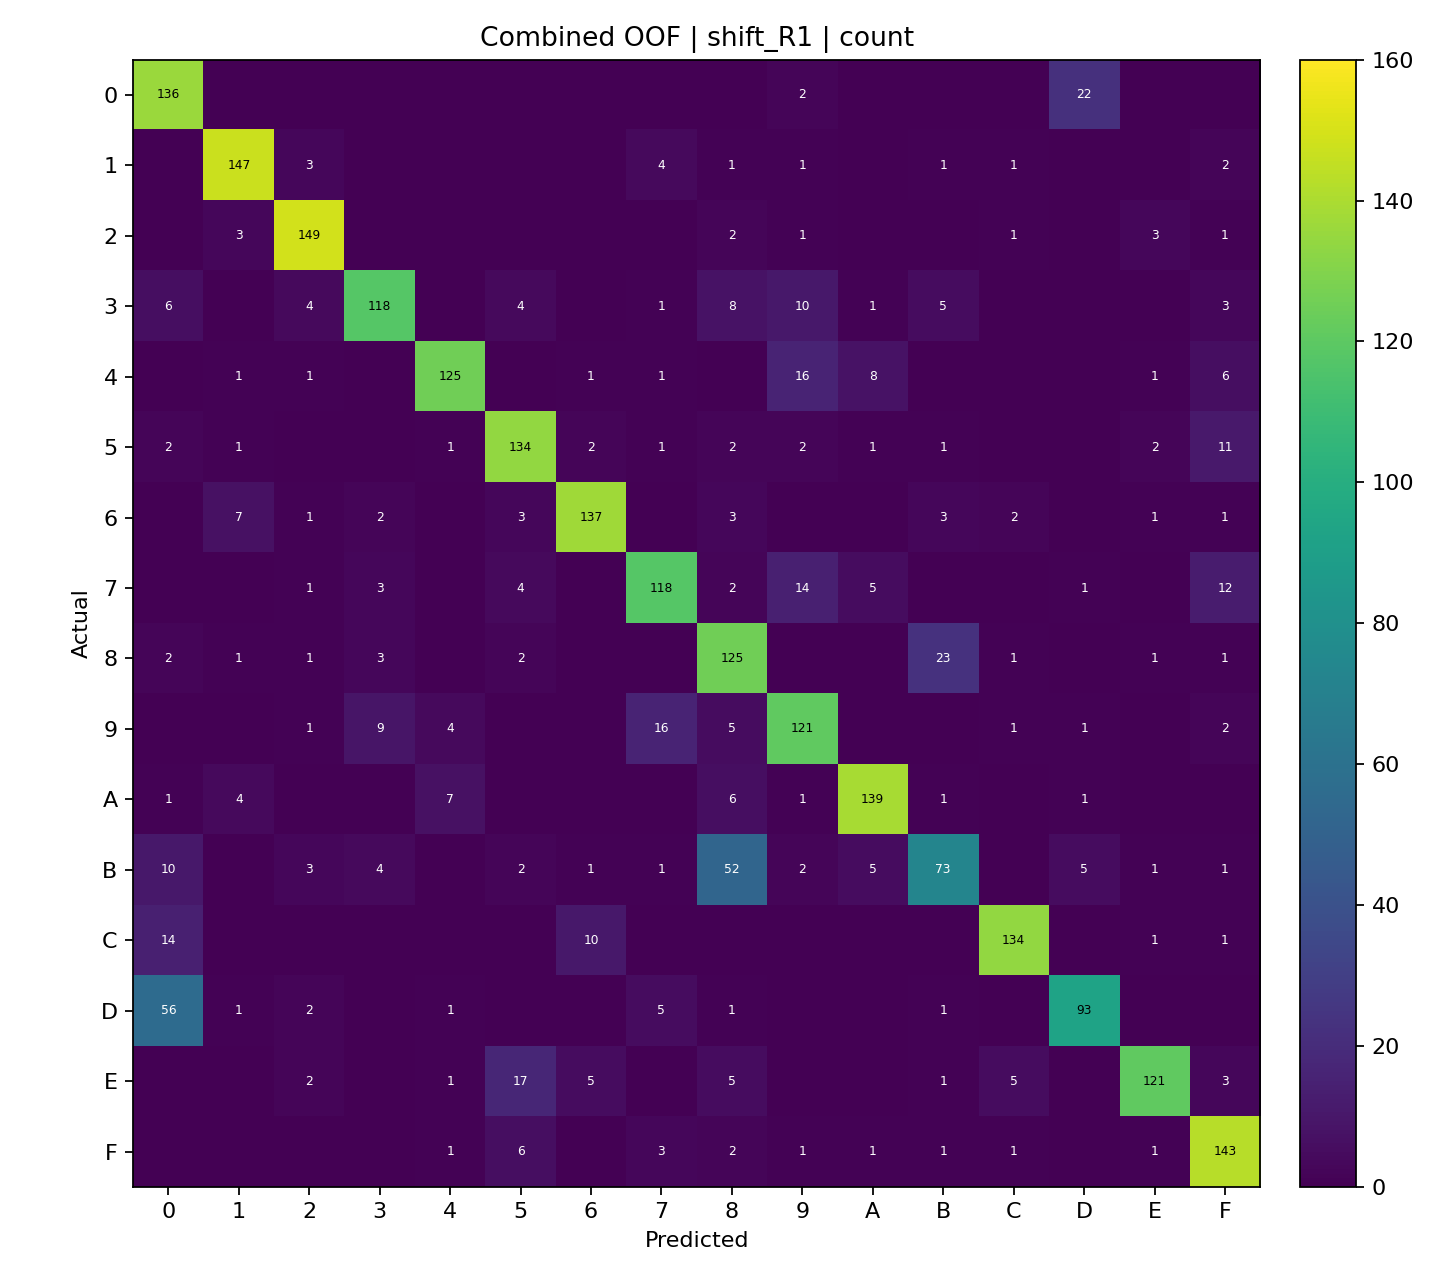 Combined OOF | shift_R1 | count
0 136 2 22
1 147 3 4 1 1 1 1 2
2 3 149 2 1 1 3 1
3 6 4 118 4 1 8 10 1 5 3
4 1 1 125 1 1 16 8 1 6
5 2 1 1 134 2 1 2 2 1 1 2 11
6 7 1 2 3 137 3 3 2 1 1
7 1 3 4 118 2 14 5 1 12
8 2 1 1 3 2 125 23 1 1 1
9 1 9 4 16 5 121 1 1 2
A 1 4 7 6 1 139 1 1
B 10 3 4 2 1 1 52 2 5 73 5 1 1
C 14 10 134 1 1
D 56 1 2 1 5 1 1 93
E 2 1 17 5 5 1 5 121 3
F 1 6 3 2 1 1 1 1 1 143
0 1 2 3 4 5 6 7 8 9 A B C D E F
Predicted
Actual
160
140
120
100
80
60
40
20
0